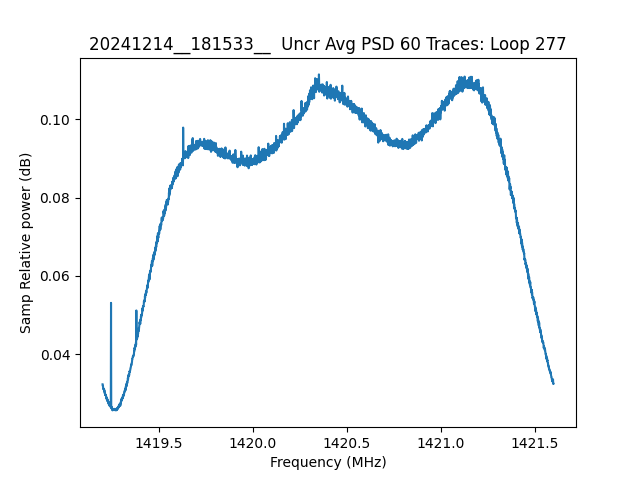 20241214__181533__  Uncr Avg PSD 60 Traces: Loop 277
Samp Relative power (dB)
0.10
0.08
0.06
0.04
1419.5 1420.0 1420.5 1421.0 1421.5
Frequency (MHz)